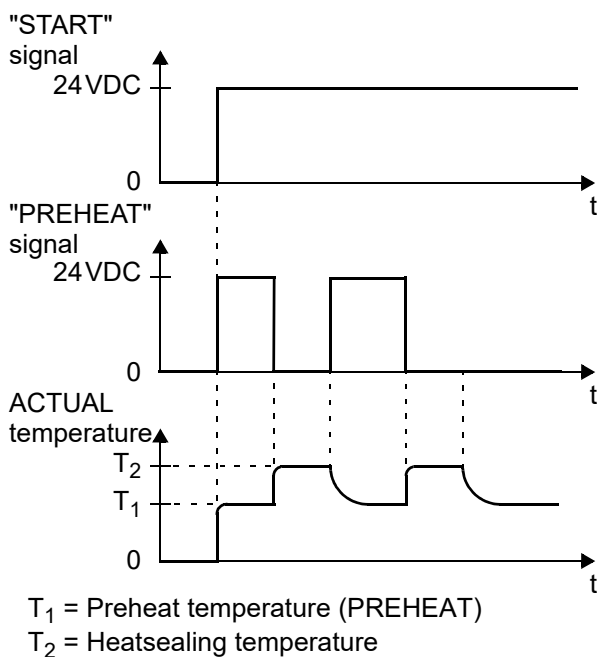 "START"
signal
24VDC
0
t
"PREHEAT"
signal
24VDC
0
t
ACTUAL
temperature
T2
T1
0
t
T1 = Preheat temperature (PREHEAT)
T2 = Heatsealing temperature